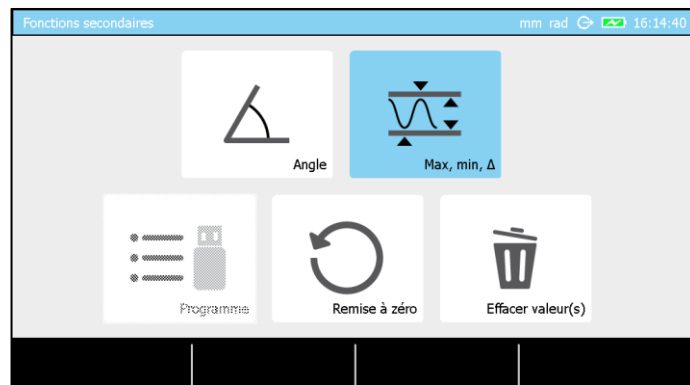 Fonctions secondaires
mm rad 16:14:40
Angle
Max, min, Δ
Programme
Remise à zéro
Effacer valeur(s)